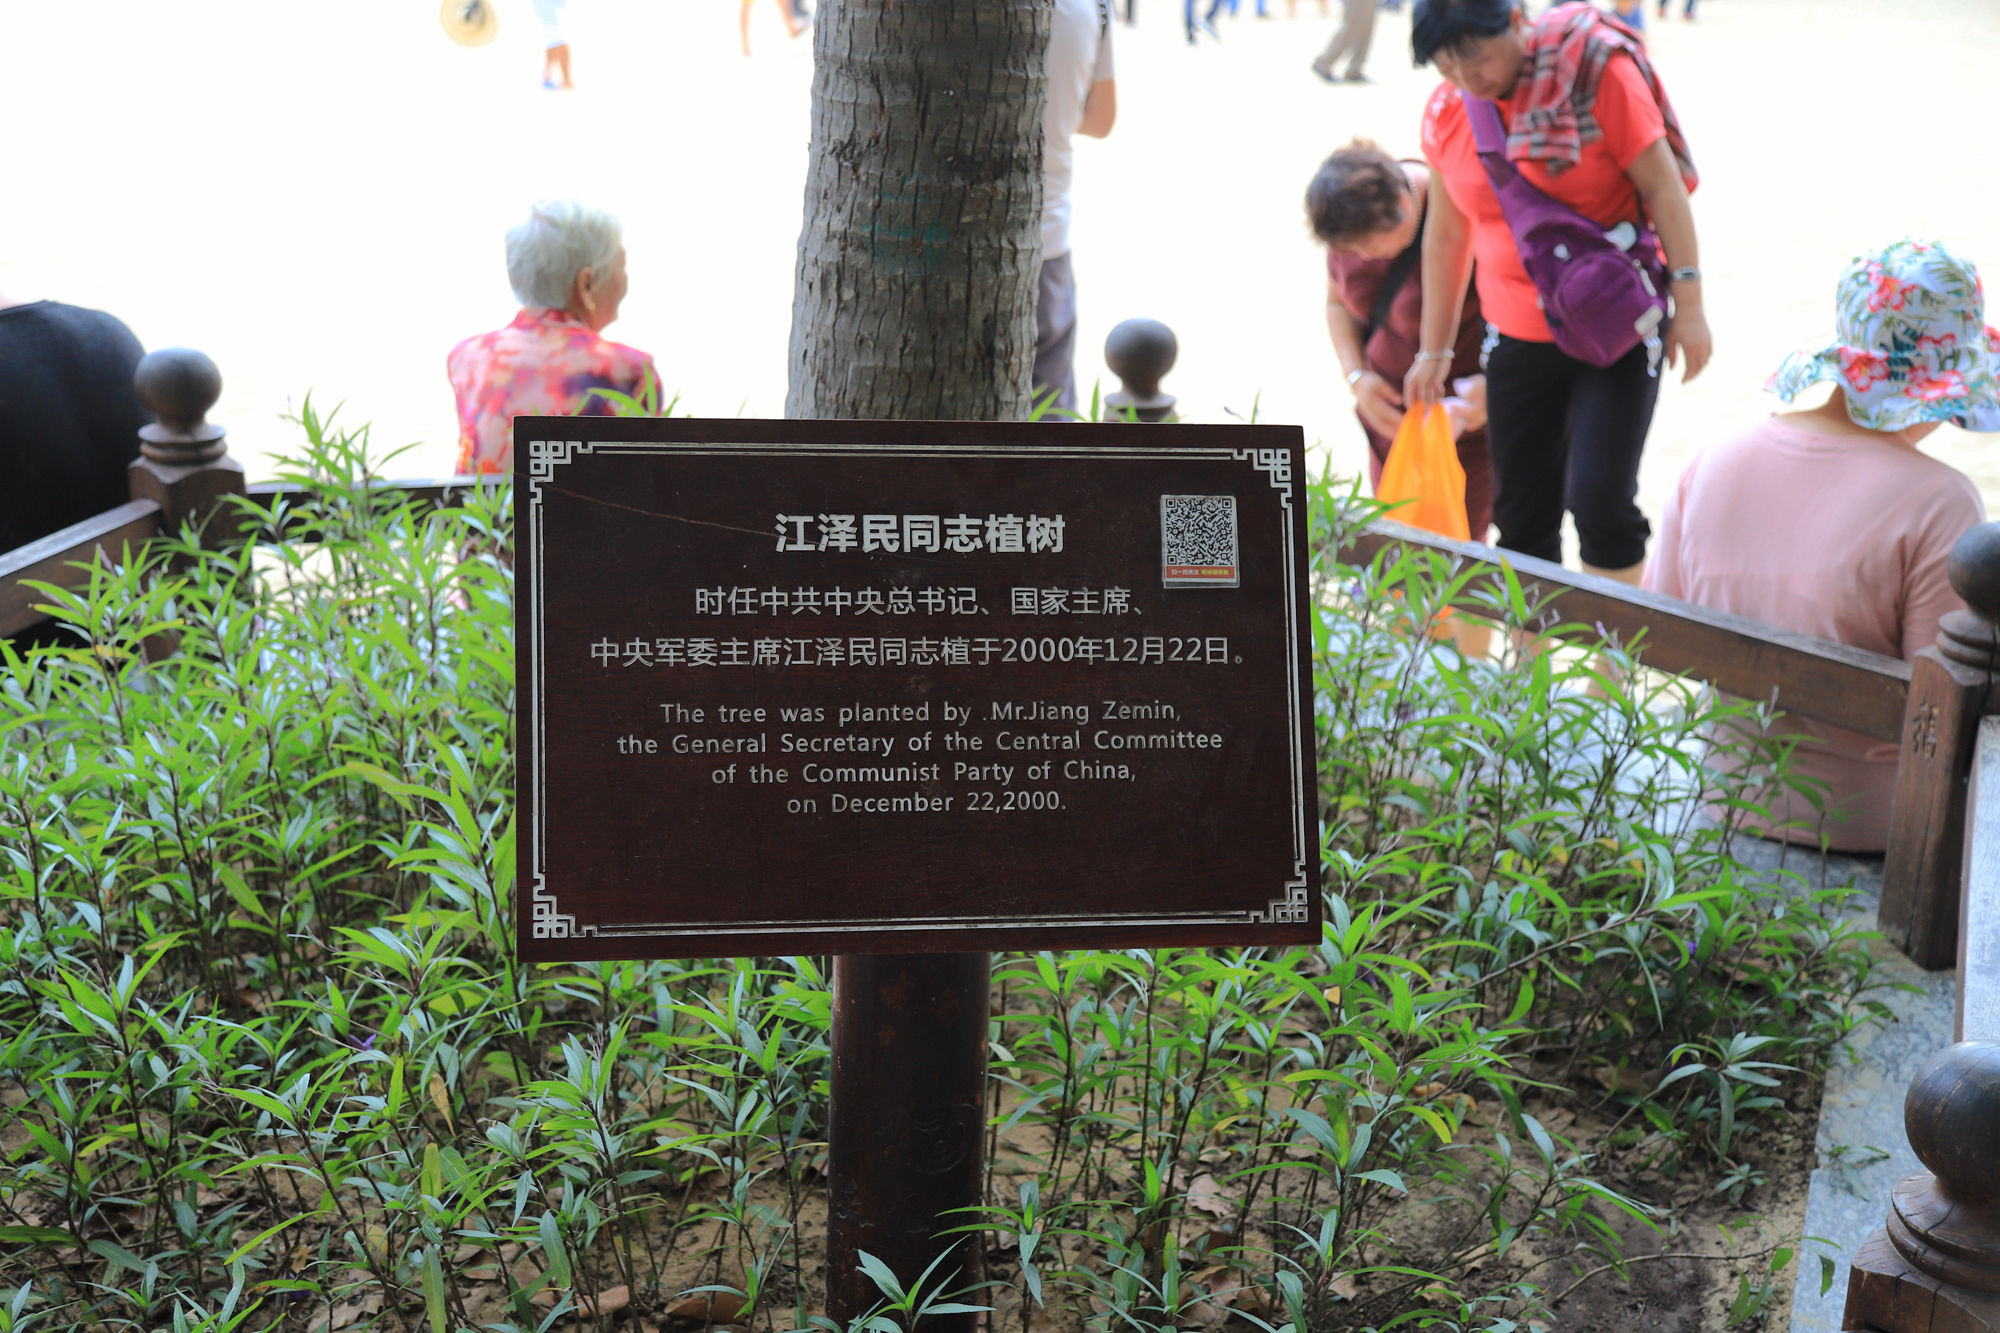 江泽民同志植树
时任中共中央总书记、国家主席、
中央军委主席江泽民同志植于2000年12月22日。
The tree was planted by .Mr.Jiang Zemin,
the General Secretary of the Central Committee
of the Communist Party of China,
on December 22,2000.
福